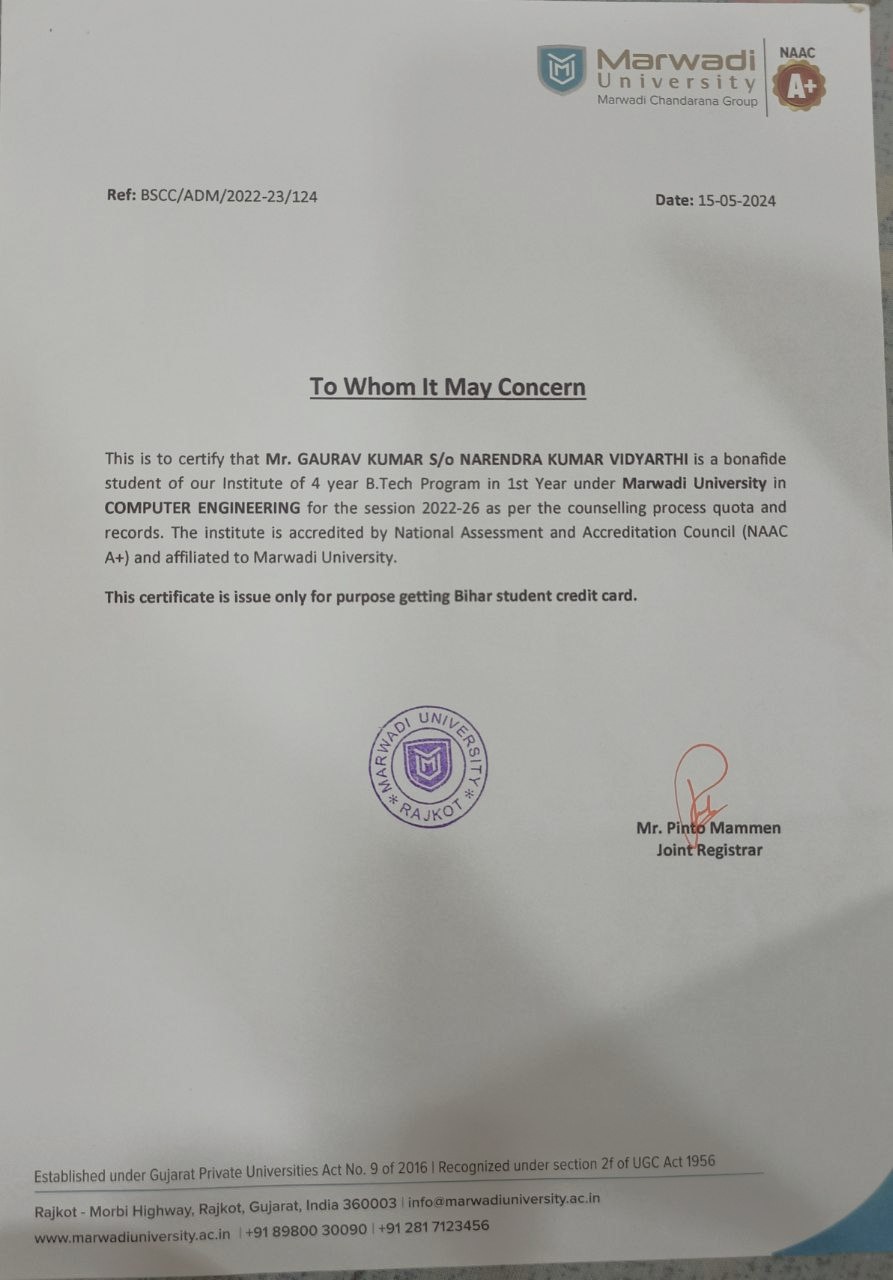 Marwadi
University
Marwadi Chandarana Group
NAAC
A+
Ref: BSCC/ADM/2022-23/124
Date: 15-05-2024
To Whom It May Concern
This is to certify that Mr. GAURAV KUMAR S/o NARENDRA KUMAR VIDYARTHI is a bonafide
student of our Institute of 4 year B.Tech Program in 1st Year under Marwadi University in
COMPUTER ENGINEERING for the session 2022-26 as per the counselling process quota and
records. The institute is accredited by National Assessment and Accreditation Council (NAAC
A+) and affiliated to Marwadi University.
This certificate is issue only for purpose getting Bihar student credit card.
MARWADI UNIVERSITY
* RAJKOT *
Mr. Pinto Mammen
Joint Registrar
Established under Gujarat Private Universities Act No. 9 of 2016 | Recognized under section 2f of UGC Act 1956
Rajkot - Morbi Highway, Rajkot, Gujarat, India 360003 | info@marwadiuniversity.ac.in
www.marwadiuniversity.ac.in | +91 89800 30090 | +91 281 7123456